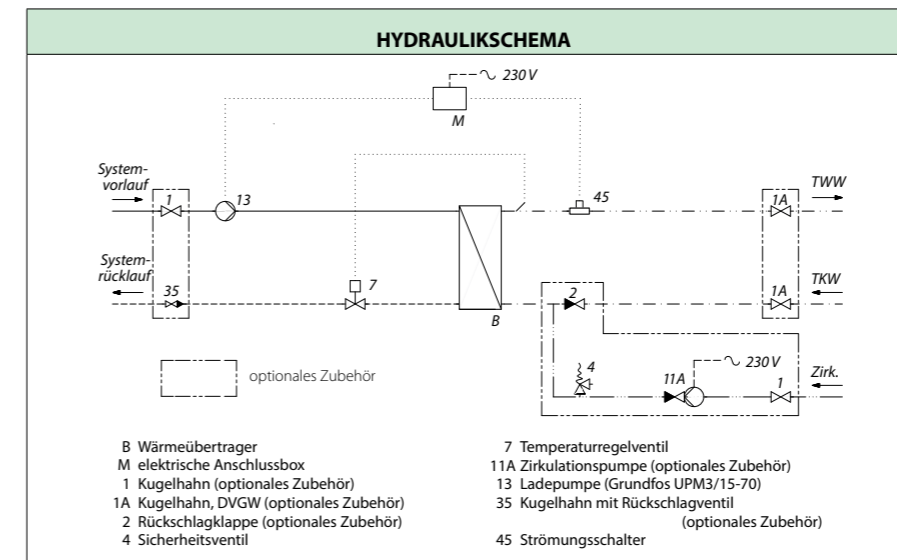 HYDRAULIKSCHEMA
230 V
M
System-
vorlauf
1
13
45
1A
TWW
System-
rücklauf
35
7
B
2
1A
TKW
4
11A
230 V
1
Zirk.
optionales Zubehör
B Wärmeübertrager
M elektrische Anschlussbox
1 Kugelhahn (optionales Zubehör)
1A Kugelhahn, DVGW (optionales Zubehör)
2 Rückschlagklappe (optionales Zubehör)
4 Sicherheitsventil
7 Temperaturregelventil
11A Zirkulationspumpe (optionales Zubehör)
13 Ladepumpe (Grundfos UPM3/15-70)
35 Kugelhahn mit Rückschlagventil
(optionales Zubehör)
45 Strömungsschalter